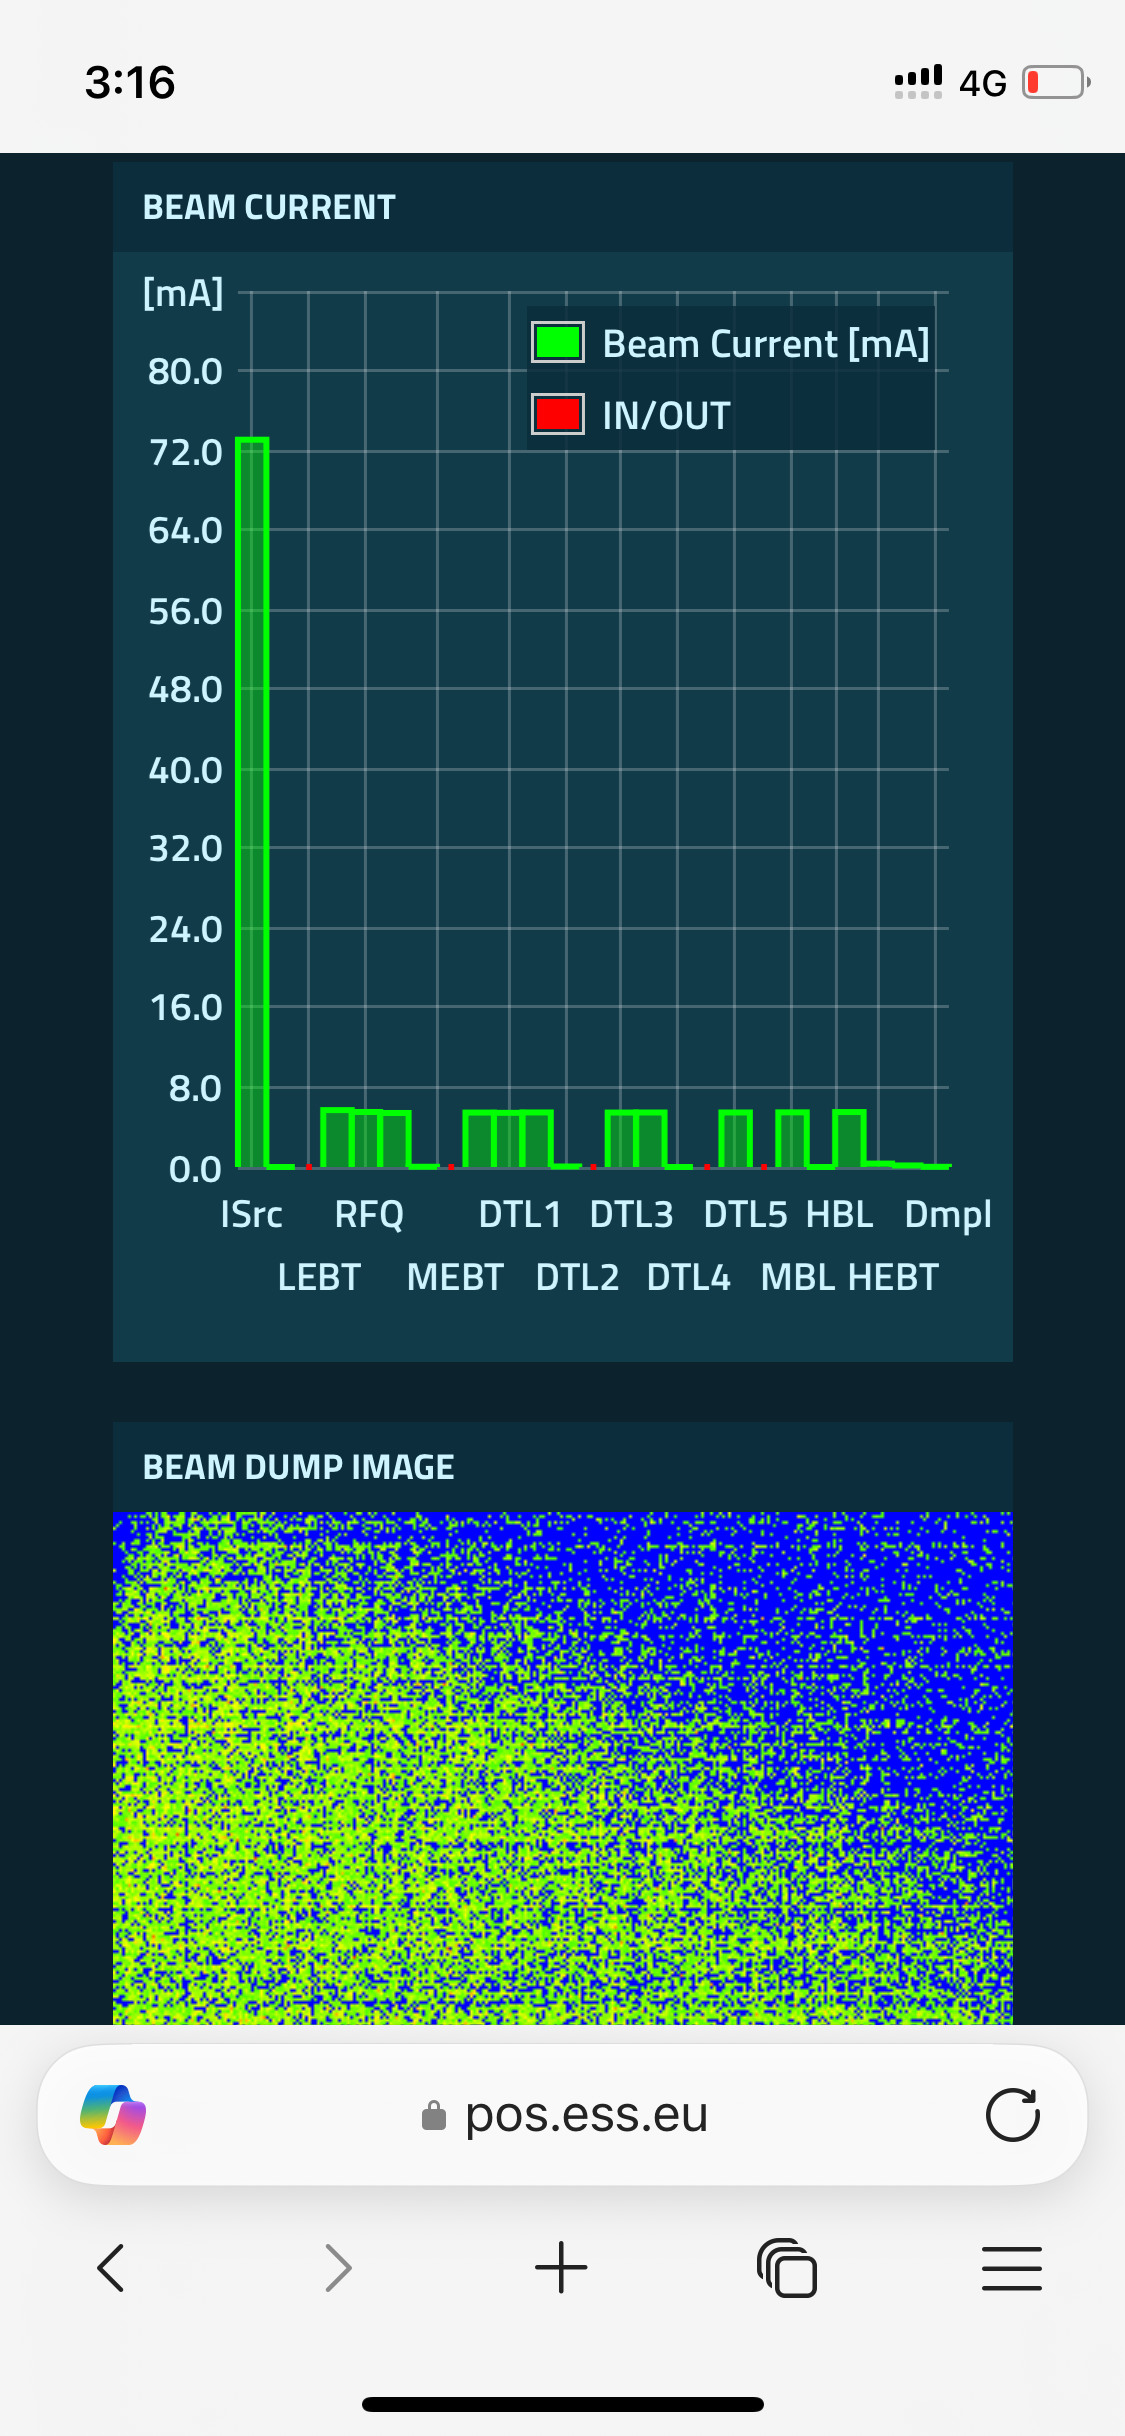 3:16
4G
BEAM CURRENT
[mA]
Beam Current [mA]
80.0
IN/OUT
72.0
64.0
56.0
48.0
40.0
32.0
24.0
16.0
8.0
0.0
ISrc RFQ DTL1 DTL3 DTL5 HBL Dmpl
LEBT MEBT DTL2 DTL4 MBL HEBT
BEAM DUMP IMAGE
pos.ess.eu